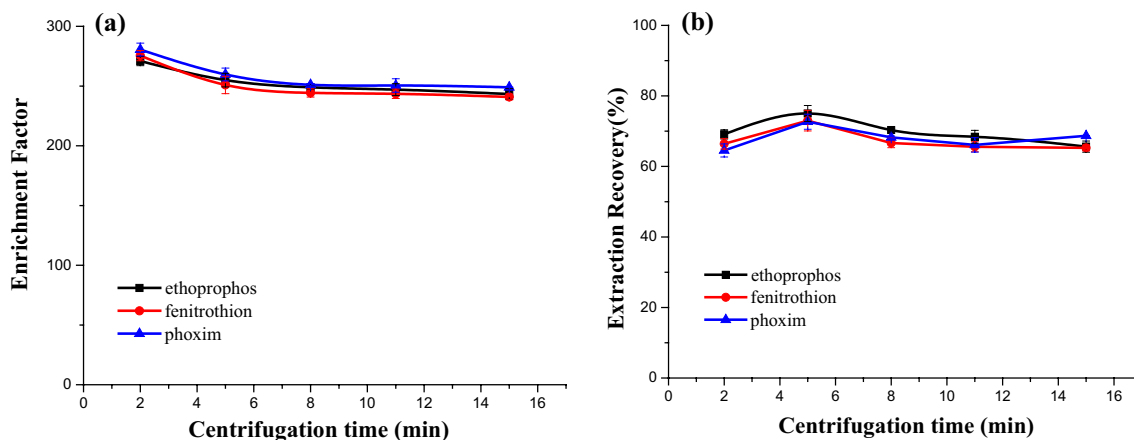 (a)
300
200
100
0
Enrichment Factor
ethoprophos
fenitrothion
phoxim
0 2 4 6 8 10 12 14 16
Centrifugation time (min)
(b)
100
80
60
40
20
0
Extraction Recovery(%)
ethoprophos
fenitrothion
phoxim
0 2 4 6 8 10 12 14 16
Centrifugation time (min)